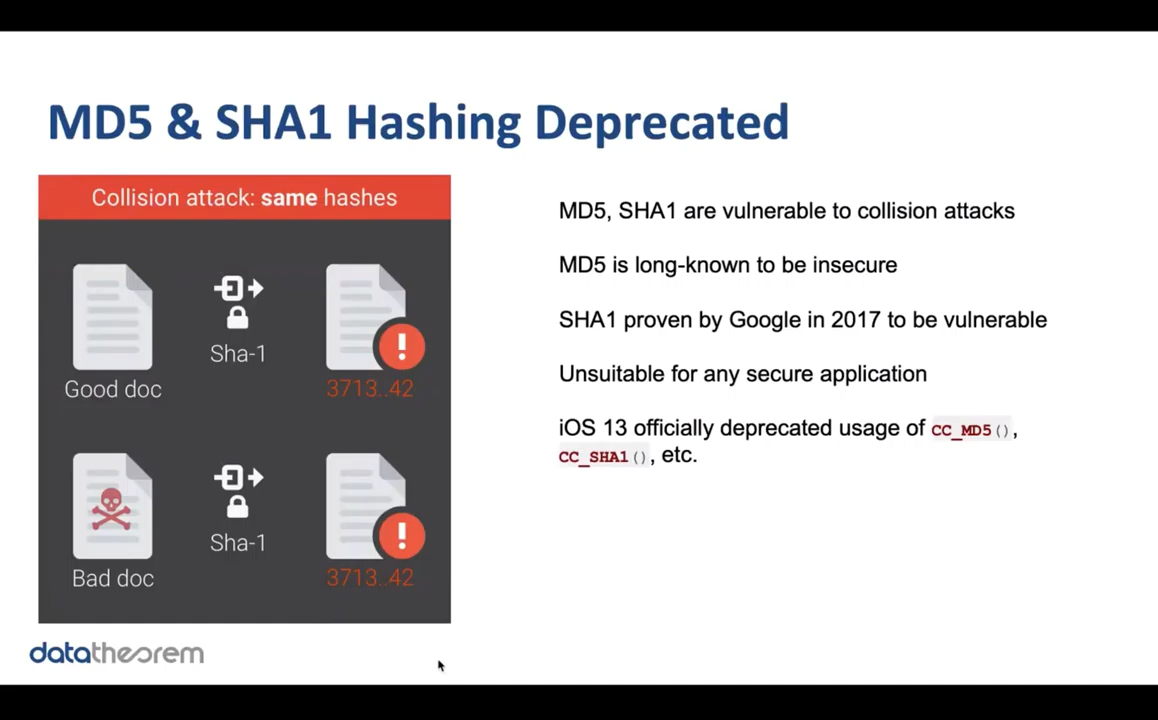 MD5 & SHA1 Hashing Deprecated
Collision attack: same hashes
Good doc
Sha-1
3713..42
Bad doc
Sha-1
3713..42
MD5, SHA1 are vulnerable to collision attacks
MD5 is long-known to be insecure
SHA1 proven by Google in 2017 to be vulnerable
Unsuitable for any secure application
iOS 13 officially deprecated usage of CC_MD5(),
CC_SHA1(), etc.
datatheorem